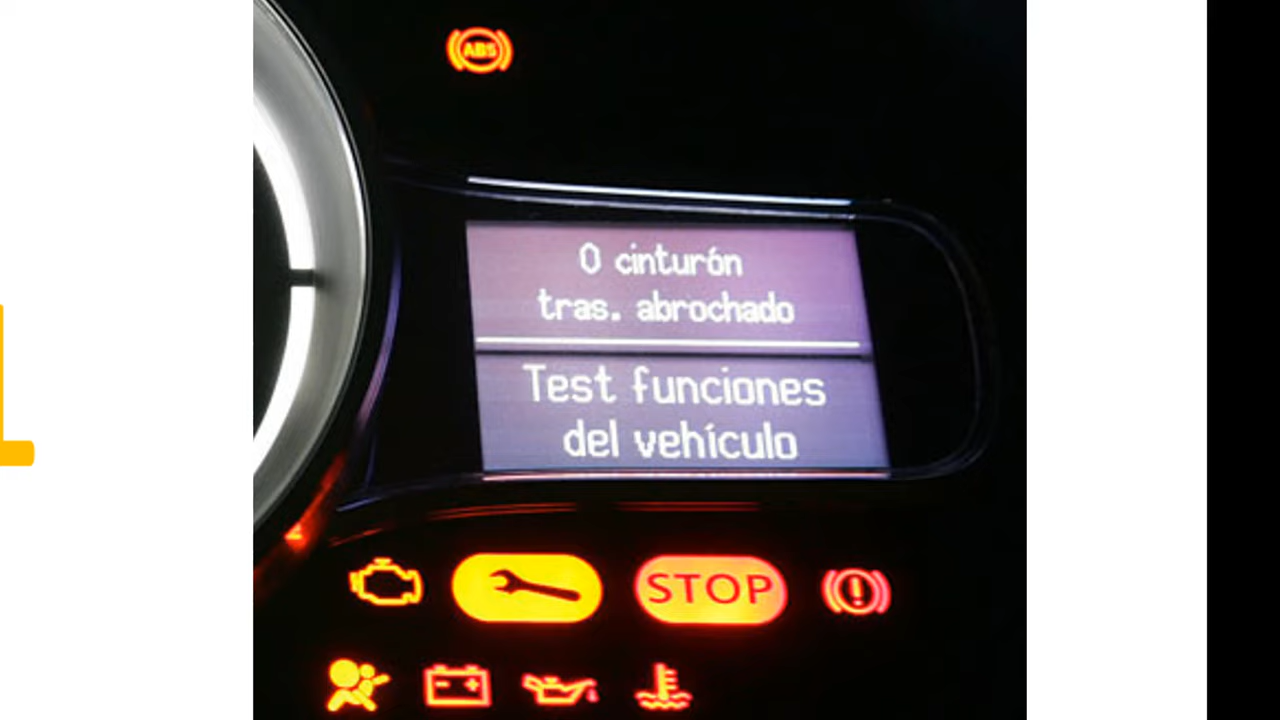 ABS
0 cinturón
tras. abrochado
Test funciones
del vehículo
STOP